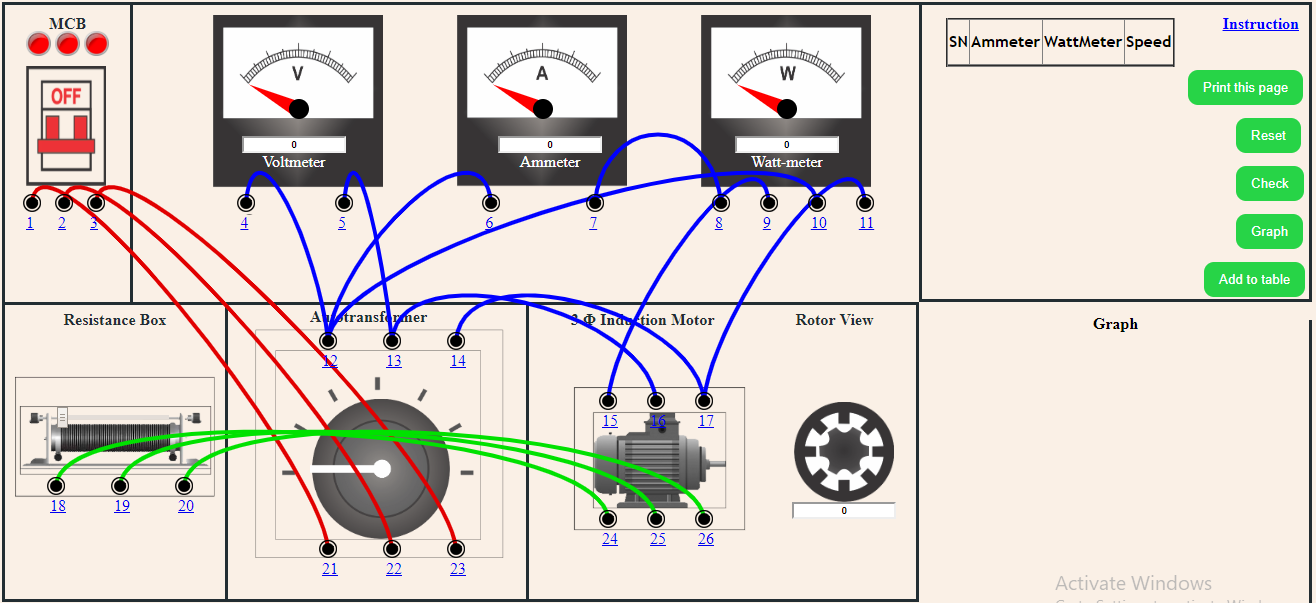 MCB
OFF
1
2
3
V
0
Voltmeter
4
5
A
0
Ammeter
6
7
W
0
Watt-meter
8
9
10
11
SN Ammeter WattMeter Speed
Instruction
Print this page
Reset
Check
Graph
Add to table
Resistance Box
18
19
20
Autotransformer
12
13
14
21
22
23
3 Φ Induction Motor
15
16
17
24
25
26
Rotor View
0
Graph
Activate Windows